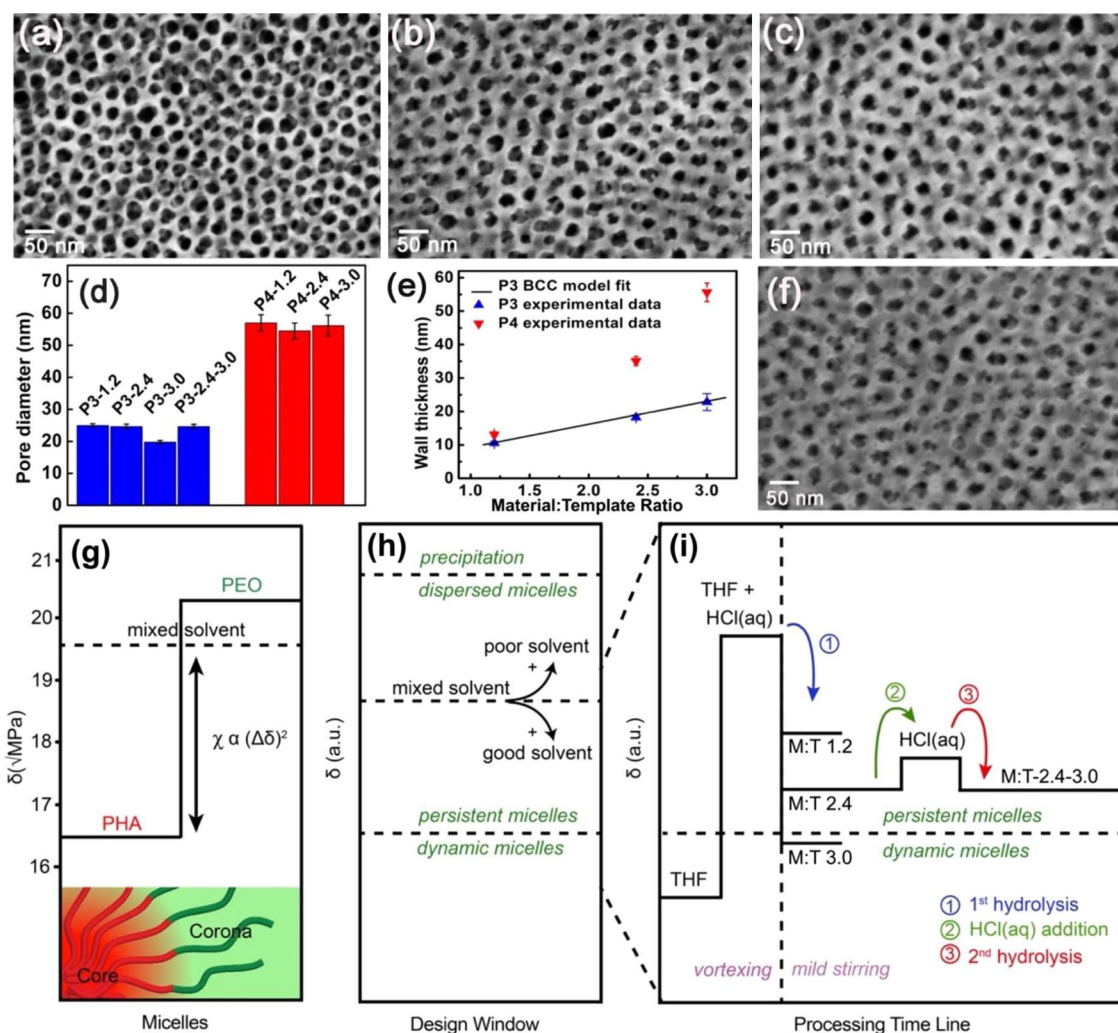 (a)
50 nm
(b)
50 nm
(c)
50 nm
(d)
Pore diameter (nm)
70
60
50
40
30
20
10
0
P3-1.2
P3-2.4
P3-3.0
P3-2.4-3.0
P4-1.2
P4-2.4
P4-3.0
(e)
Wall thickness (nm)
60
50
40
30
20
10
0
P3 BCC model fit
P3 experimental data
P4 experimental data
1.0 1.5 2.0 2.5 3.0
Material:Template Ratio
(f)
50 nm
(g)
δ(√MPa)
21
20
19
18
17
16
PEO
mixed solvent
χ α (Δδ)²
PHA
Corona
Core
Micelles
(h)
δ (a.u.)
precipitation
dispersed micelles
poor solvent
+
mixed solvent
+
good solvent
persistent micelles
dynamic micelles
Design Window
(i)
δ (a.u.)
THF +
HCl(aq)
1
M:T 1.2
2
HCl(aq)
3
M:T 2.4
M:T-2.4-3.0
persistent micelles
dynamic micelles
M:T 3.0
THF
1 1st hydrolysis
2 HCl(aq) addition
3 2nd hydrolysis
vortexing mild stirring
Processing Time Line